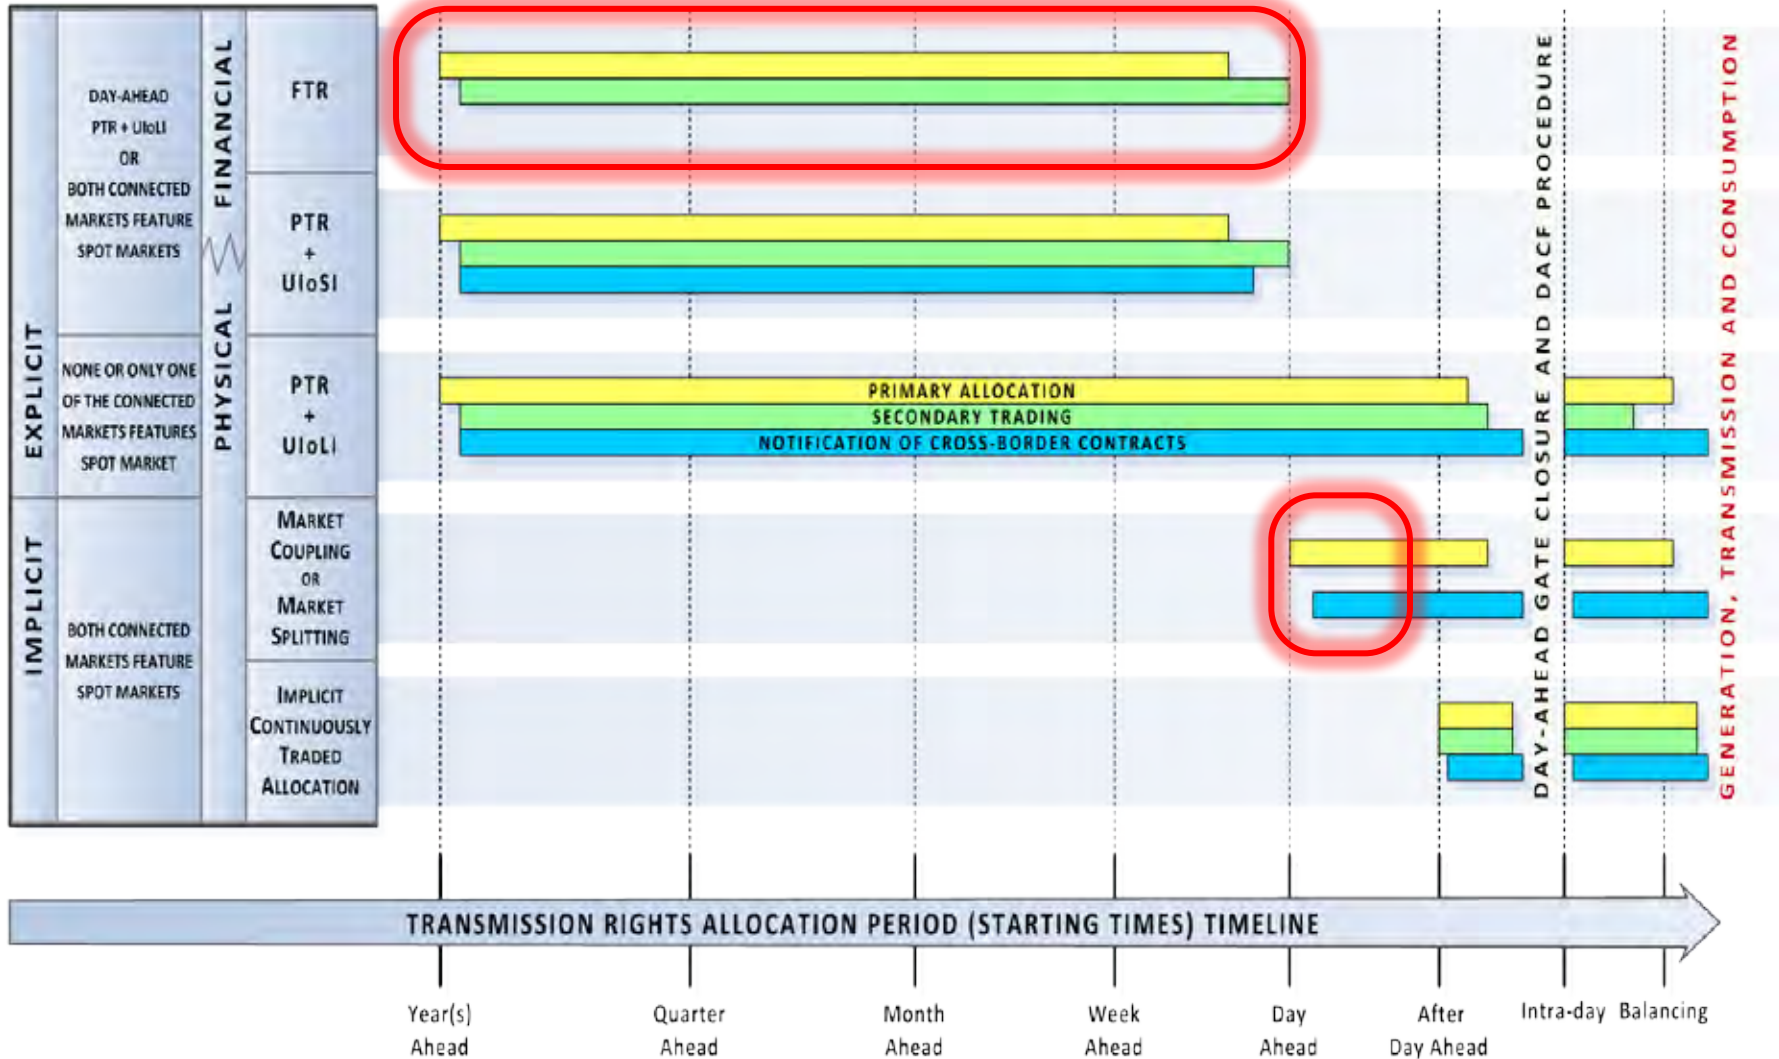 EXPLICIT
DAY-AHEAD
PTR + UIoLI
OR
BOTH CONNECTED
MARKETS FEATURE
SPOT MARKETS
NONE OR ONLY ONE
OF THE CONNECTED
MARKETS FEATURES
SPOT MARKET
PHYSICAL
FINANCIAL
FTR
PTR
+
UIoSI
PTR
+
UIoLI
PRIMARY ALLOCATION
SECONDARY TRADING
NOTIFICATION OF CROSS-BORDER CONTRACTS
IMPLICIT
BOTH CONNECTED
MARKETS FEATURE
SPOT MARKETS
MARKET
COUPLING
OR
MARKET
SPLITTING
IMPLICIT
CONTINUOUSLY
TRADED
ALLOCATION
DAY-AHEAD GATE CLOSURE AND DACF PROCEDURE
GENERATION, TRANSMISSION AND CONSUMPTION
TRANSMISSION RIGHTS ALLOCATION PERIOD (STARTING TIMES) TIMELINE
Year(s)
Ahead
Quarter
Ahead
Month
Ahead
Week
Ahead
Day
Ahead
After
Day Ahead
Intra-day
Balancing